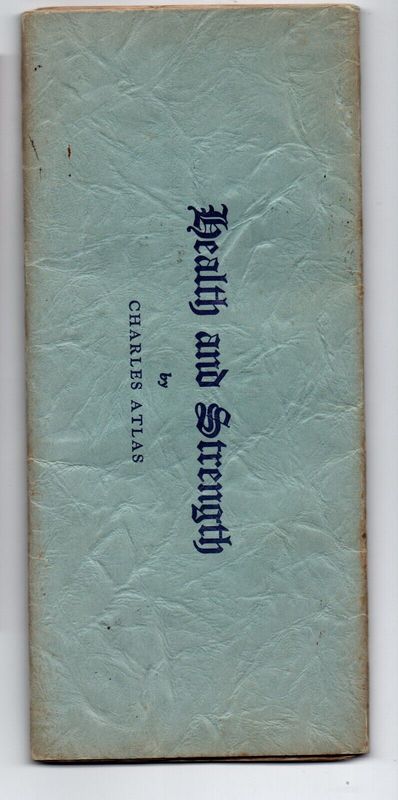 Health and Strength
by
CHARLES ATLAS